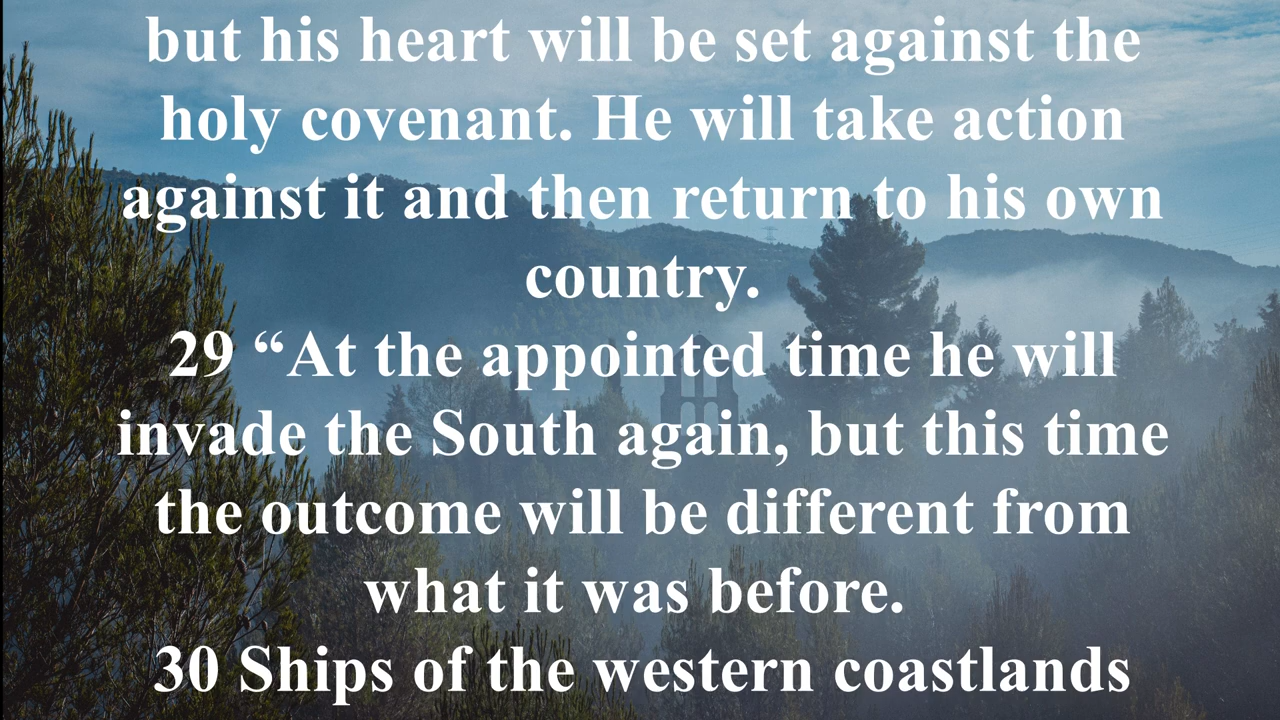 but his heart will be set against the
holy covenant. He will take action
against it and then return to his own
country.
29 “At the appointed time he will
invade the South again, but this time
the outcome will be different from
what it was before.
30 Ships of the western coastlands